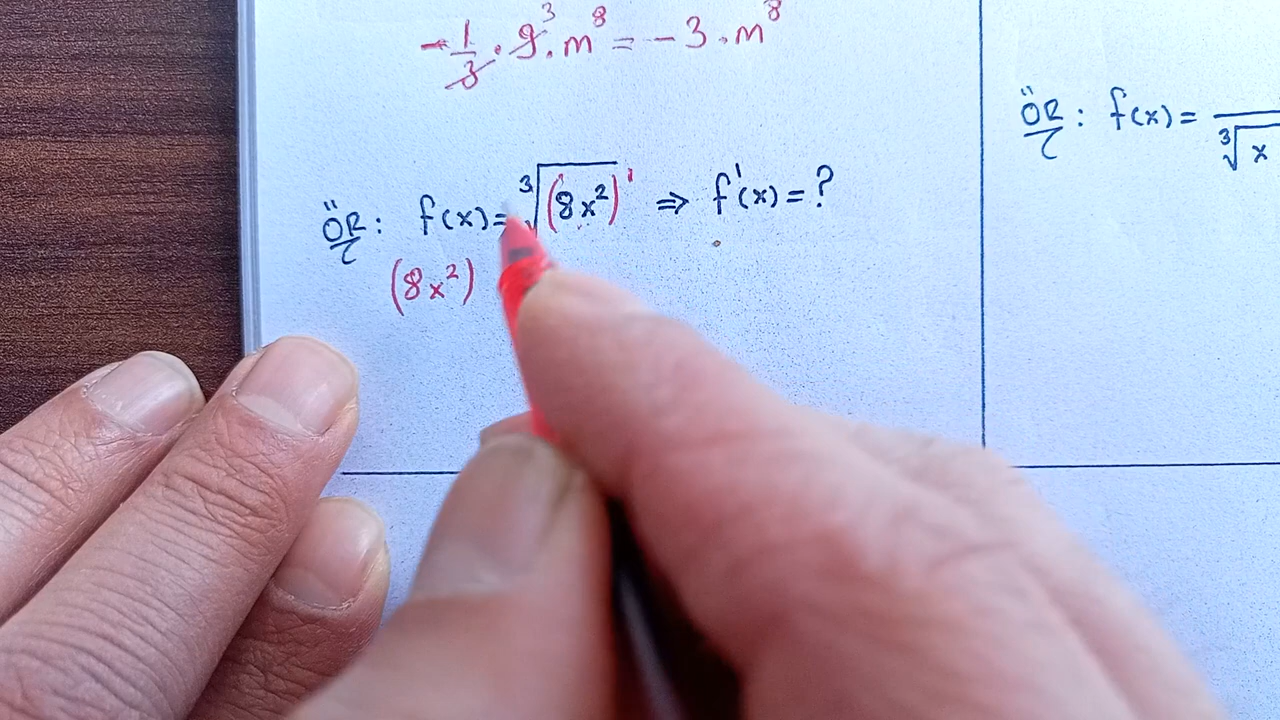 -1/3 · 9³ · m⁸ = -3 · m⁸
ÖR: f(x) = ∛(8x²)¹ ⇒ f'(x) = ?
(8x²)
ÖR: f(x) = ∛x